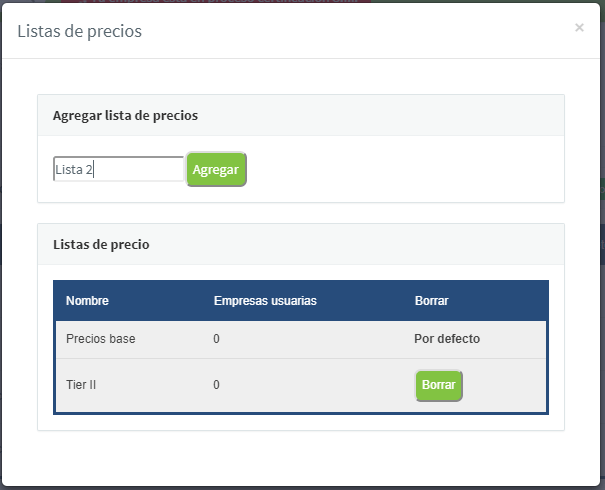 Listas de precios
×
Agregar lista de precios
Lista 2 Agregar
Listas de precio
Nombre Empresas usuarias Borrar
Precios base 0 Por defecto
Tier II 0 Borrar